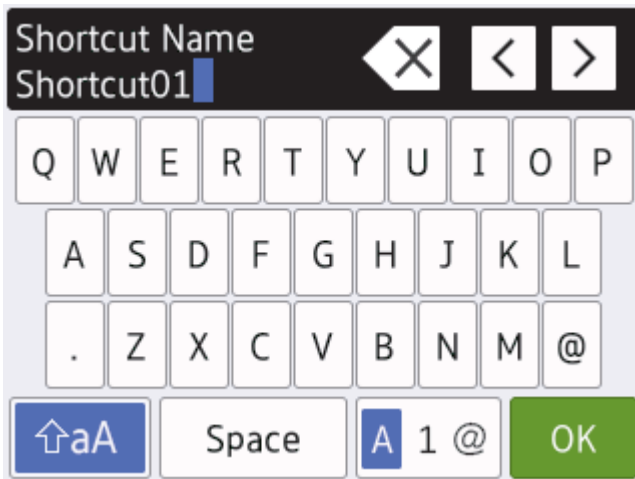 Shortcut Name
Shortcut01
Q W E R T Y U I O P
A S D F G H J K L
. Z X C V B N M @
⇧aA Space A 1 @ OK